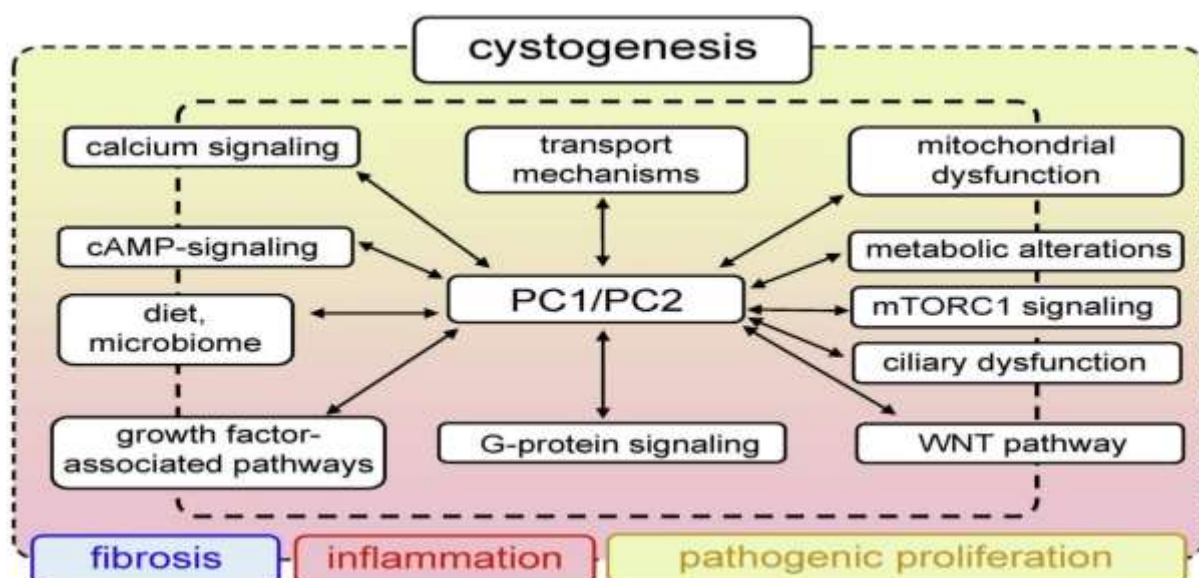 cystogenesis
calcium signaling
transport
mechanisms
mitochondrial
dysfunction
cAMP-signaling
metabolic alterations
diet,
microbiome
PC1/PC2
mTORC1 signaling
ciliary dysfunction
growth factor-
associated pathways
G-protein signaling
WNT pathway
fibrosis
inflammation
pathogenic proliferation